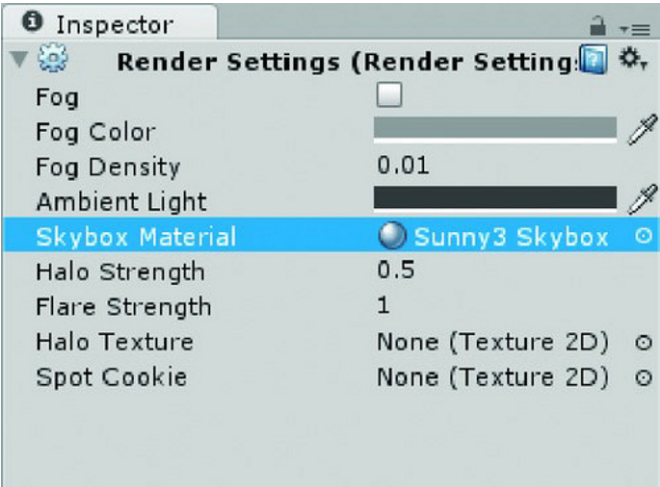 Inspector
Render Settings (Render Setting:
Fog
Fog Color
Fog Density 0.01
Ambient Light
Skybox Material Sunny3 Skybox
Halo Strength 0.5
Flare Strength 1
Halo Texture None (Texture 2D)
Spot Cookie None (Texture 2D)